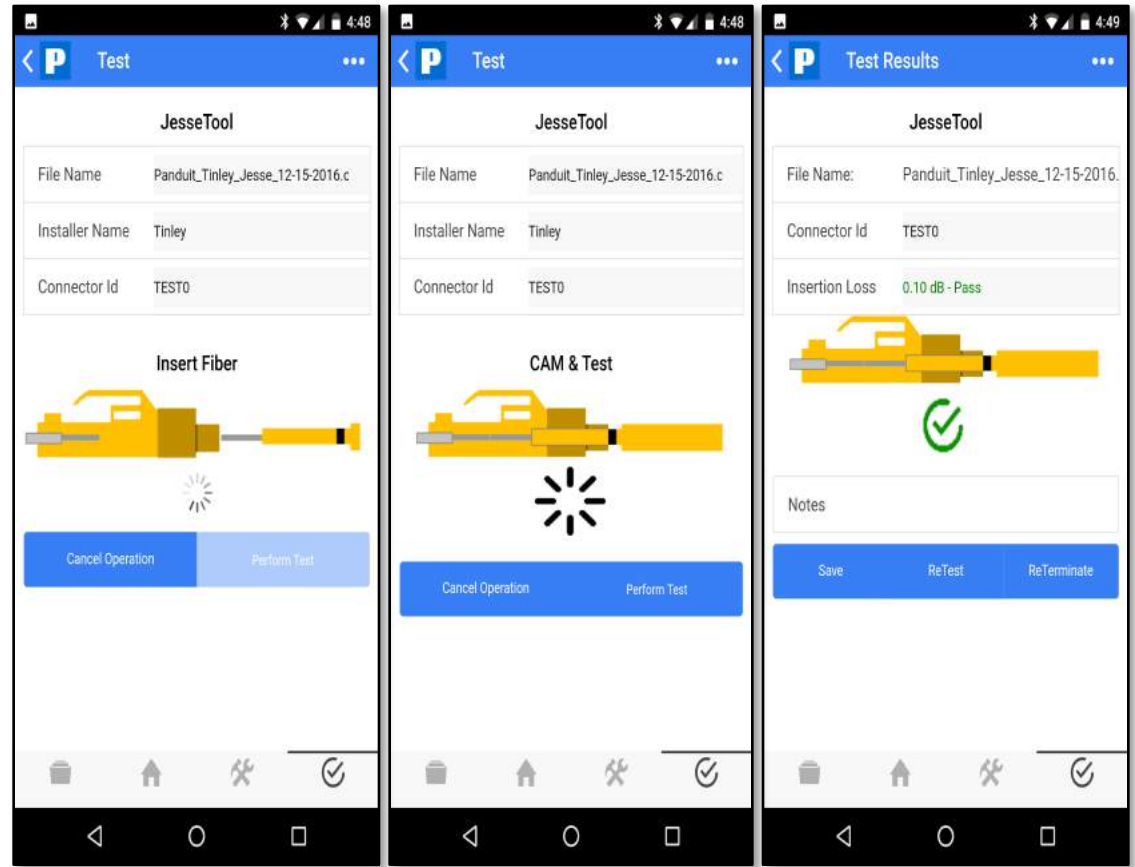 4:48
P Test •••
JesseTool
File Name Panduit_Tinley_Jesse_12-15-2016.c
Installer Name Tinley
Connector Id TEST0
Insert Fiber
Cancel Operation Perform Test
4:48
P Test •••
JesseTool
File Name Panduit_Tinley_Jesse_12-15-2016.c
Installer Name Tinley
Connector Id TEST0
CAM & Test
Cancel Operation Perform Test
4:49
P Test Results •••
JesseTool
File Name: Panduit_Tinley_Jesse_12-15-2016.
Connector Id TEST0
Insertion Loss 0.10 dB - Pass
Notes
Save ReTest ReTerminate